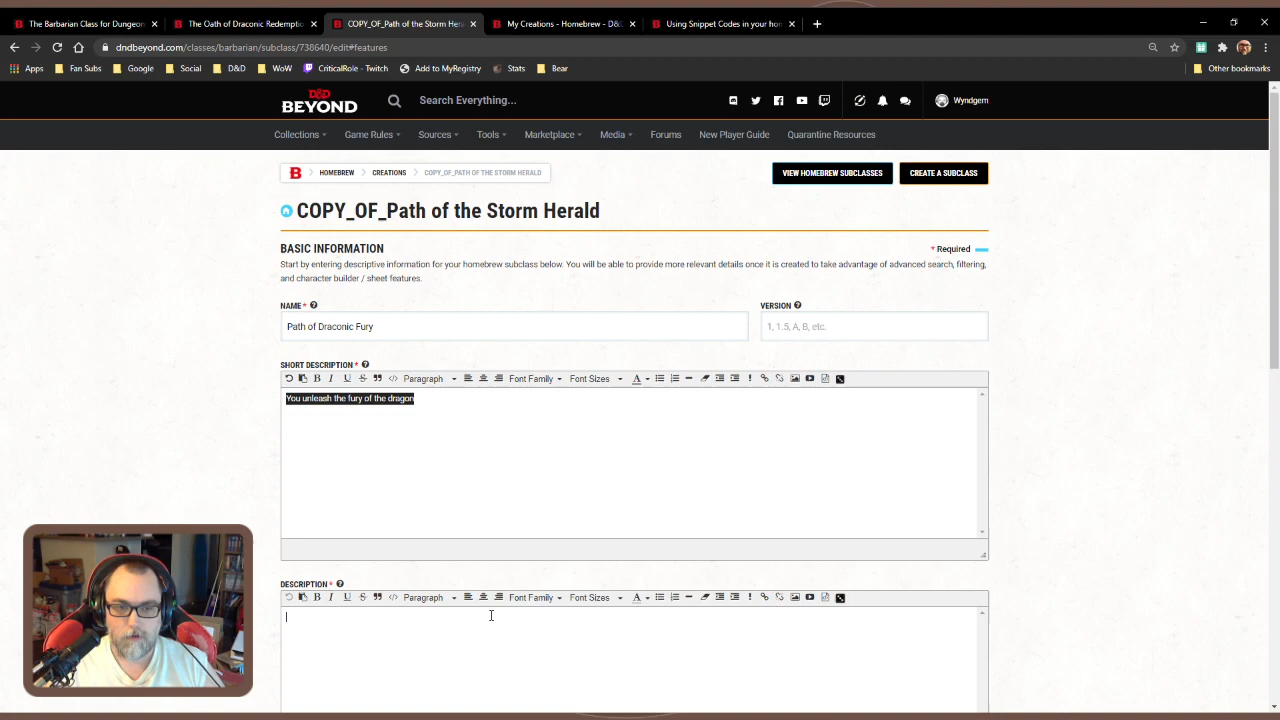 The Barbarian Class for Dungeon
The Oath of Draconic Redemptio
COPY_OF_Path of the Storm Hera
My Creations - Homebrew - D&D
Using Snippet Codes in your hom
dndbeyond.com/classes/barbarian/subclass/738640/edit#features
Apps
Fan Subs
Google
Social
D&D
WoW
CriticalRole - Twitch
Add to MyRegistry
Stats
Bear
Other bookmarks
D&D
BEYOND
Search Everything...
Wyndgem
Collections
Game Rules
Sources
Tools
Marketplace
Media
Forums
New Player Guide
Quarantine Resources
B
HOMEBREW
CREATIONS
COPY_OF_PATH OF THE STORM HERALD
VIEW HOMEBREW SUBCLASSES
CREATE A SUBCLASS
COPY_OF_Path of the Storm Herald
BASIC INFORMATION
* Required
Start by entering descriptive information for your homebrew subclass below. You will be able to provide more relevant details once it is created to take advantage of advanced search, filtering,
and character builder / sheet features.
NAME *
VERSION
Path of Draconic Fury
1, 1.5, A, B, etc.
SHORT DESCRIPTION *
Paragraph
Font Family
Font Sizes
You unleash the fury of the dragon
DESCRIPTION *
Paragraph
Font Family
Font Sizes